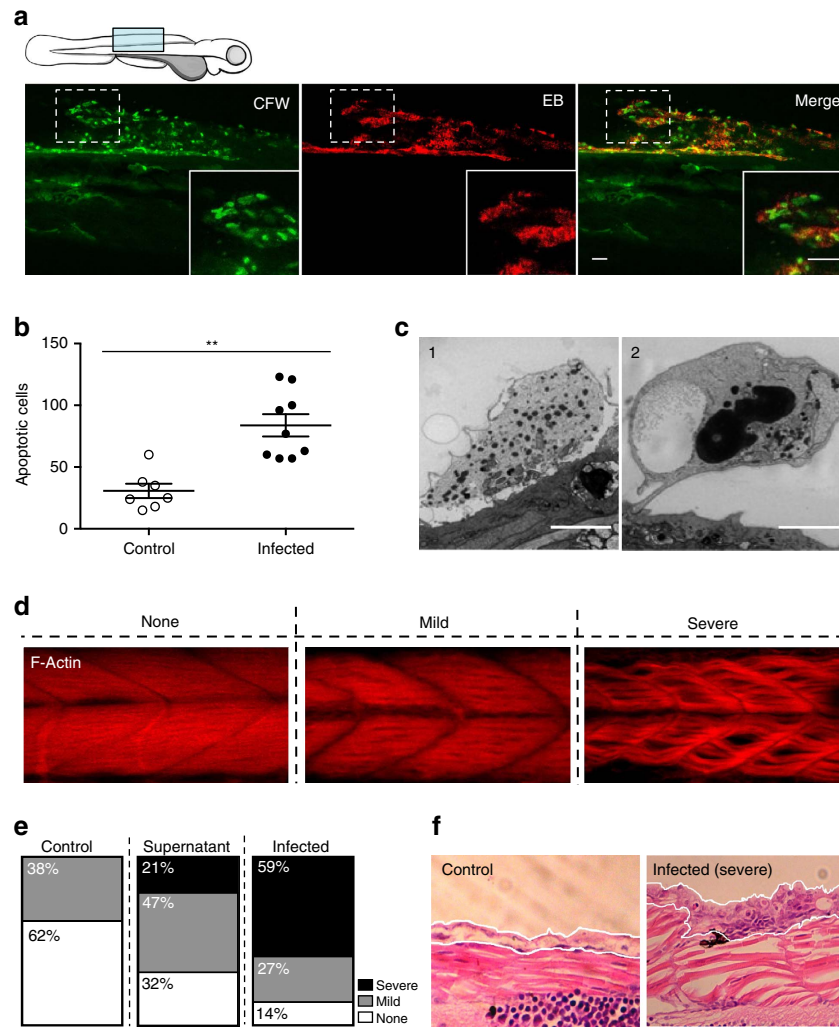 a
CFW
EB
Merge
b
150
100
50
0
Apoptotic cells
**
Control
Infected
c
1
2
d
None
Mild
Severe
F-Actin
e
Control
Supernatant
Infected
38%
62%
21%
47%
32%
59%
27%
14%
Severe
Mild
None
f
Control
Infected (severe)